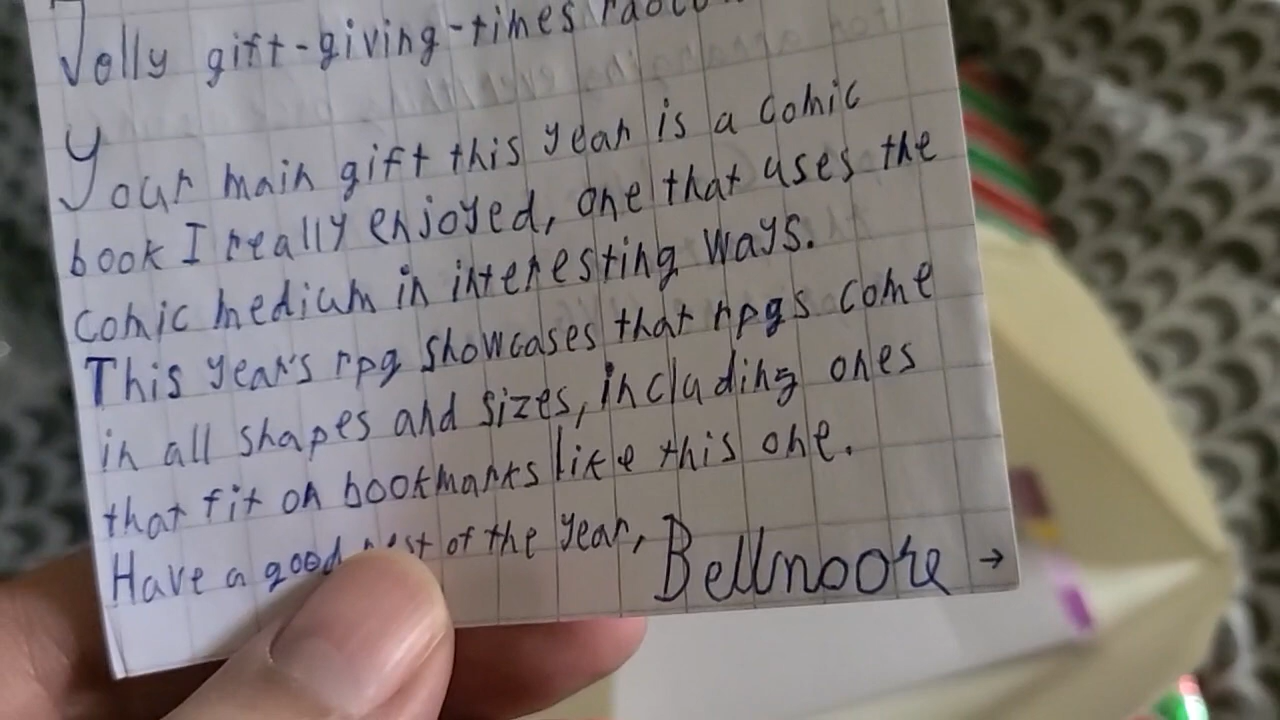 Jolly gift-giving-times
Your main gift this year is a comic
book I really enjoyed, one that uses the
comic medium in interesting ways.
This year's rpg showcases that rpgs come
in all shapes and sizes, including ones
that fit on bookmarks like this one.
Have a good rest of the year,
Bellmoore →